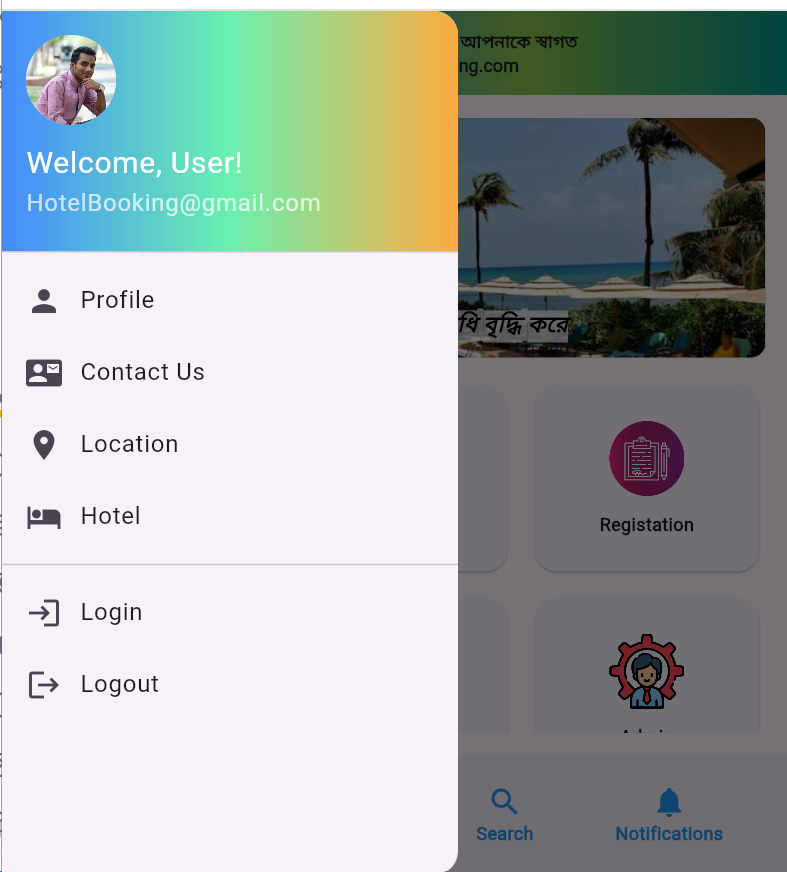 Welcome, User!
HotelBooking@gmail.com
Profile
Contact Us
Location
Hotel
Login
Logout
আপনাকে স্বাগত
ng.com
বৃদ্ধি করে
Registation
Search
Notifications